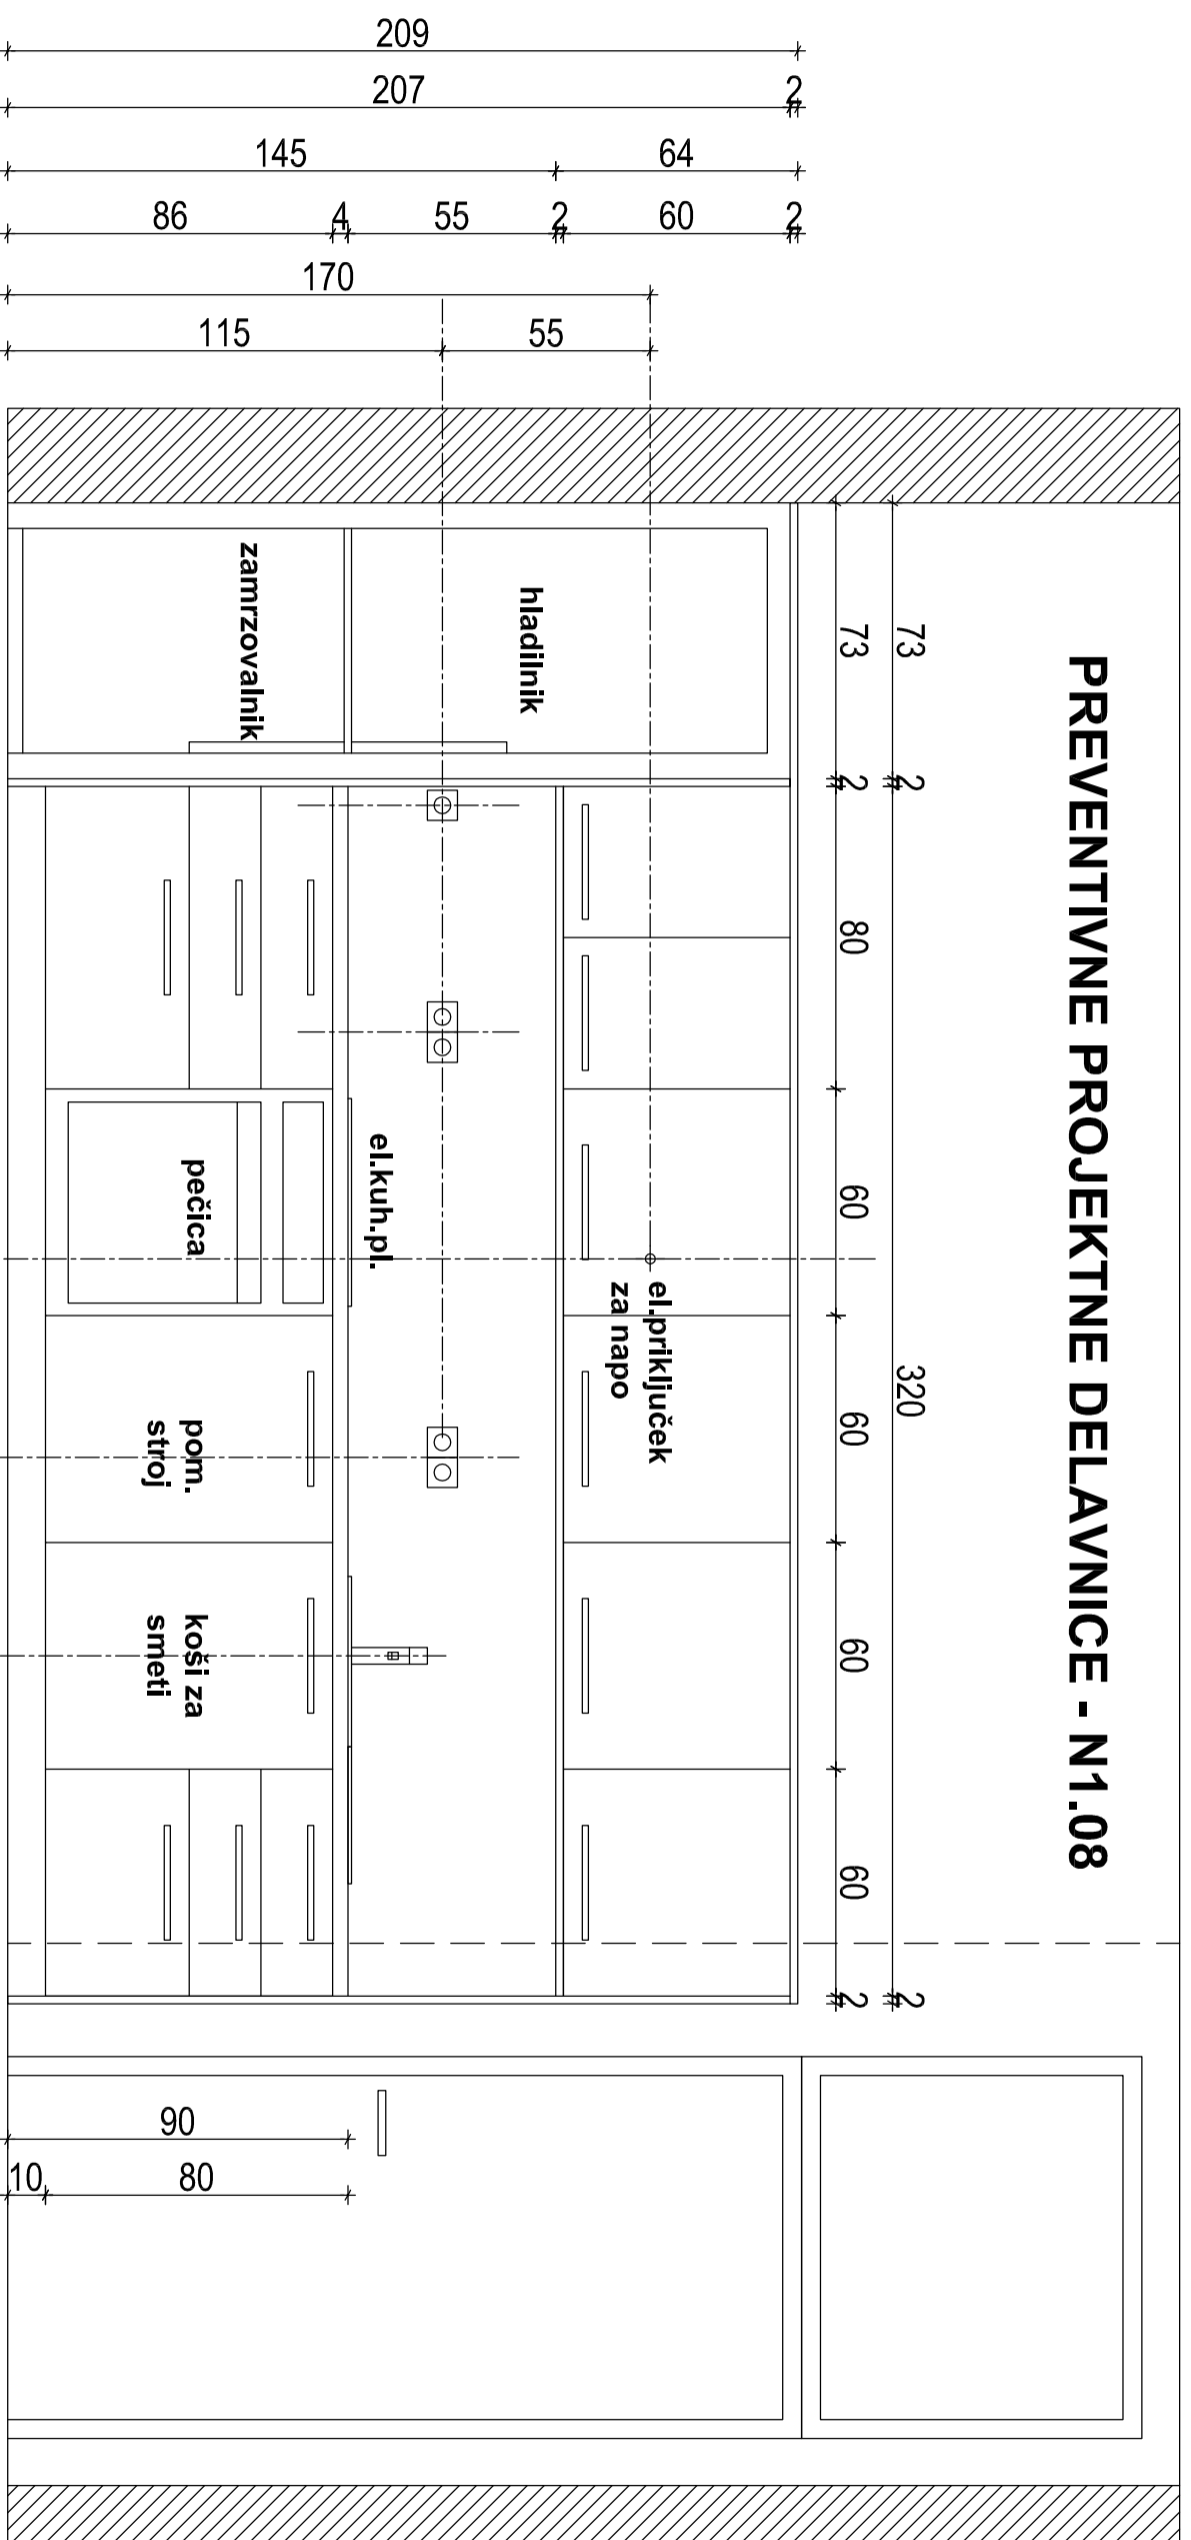 PREVENTIVNE PROJEKTNE DELAVNICE - N1.08
73
2
320
2
73
2
80
60
60
60
60
2
209
207
2
145
64
86
4
55
2
60
2
170
115
55
hladilnik
zamrzovalnik
el.priključek
za napo
el.kuh.pl.
pečica
pom.
stroj
koši za
smeti
90
10
80